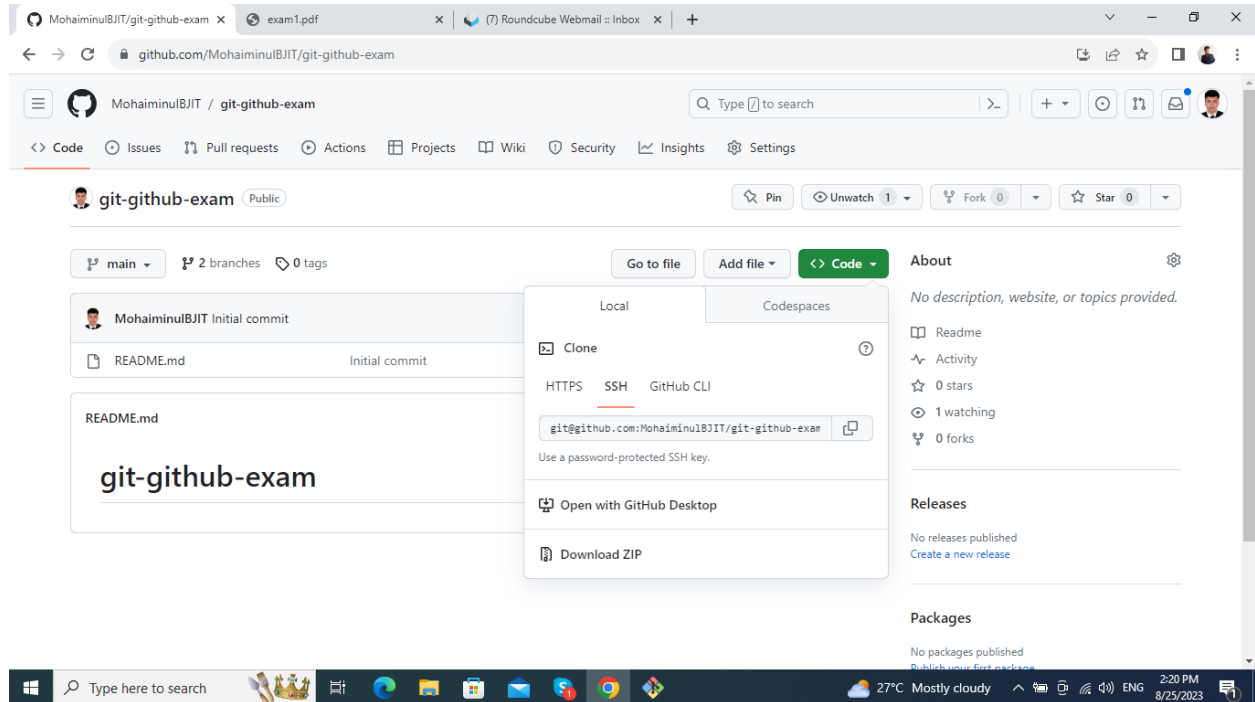 MohaiminulBJIT/git-github-exam
exam1.pdf
(7) Roundcube Webmail :: Inbox
github.com/MohaiminulBJIT/git-github-exam
MohaiminulBJIT / git-github-exam
Type / to search
Code Issues Pull requests Actions Projects Wiki Security Insights Settings
git-github-exam Public
Pin Unwatch 1 Fork 0 Star 0
main 2 branches 0 tags
Go to file Add file <> Code
MohaiminulBJIT Initial commit
README.md Initial commit
README.md
git-github-exam
Local Codespaces
Clone
HTTPS SSH GitHub CLI
git@github.com:MohaiminulBJIT/git-github-exam
Use a password-protected SSH key.
Open with GitHub Desktop
Download ZIP
About
No description, website, or topics provided.
Readme
Activity
0 stars
1 watching
0 forks
Releases
No releases published
Create a new release
Packages
No packages published
Publish your first package
Type here to search
27°C Mostly cloudy
ENG
2:20 PM
8/25/2023